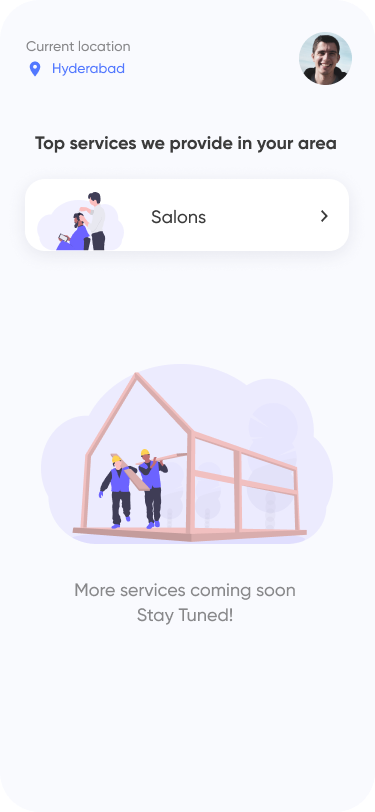 Current location
Hyderabad
Top services we provide in your area
Salons
More services coming soon
Stay Tuned!